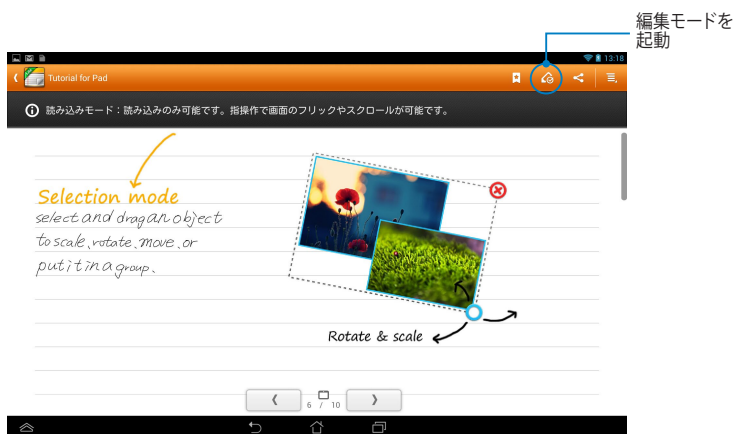 編集モードを
起動
13:18
Tutorial for Pad
読み込みモード：読み込みのみ可能です。指操作で画面のフリックやスクロールが可能です。
Selection mode
select and drag an object
to scale, rotate, move, or
put it in a group.
Rotate & scale
6 / 10